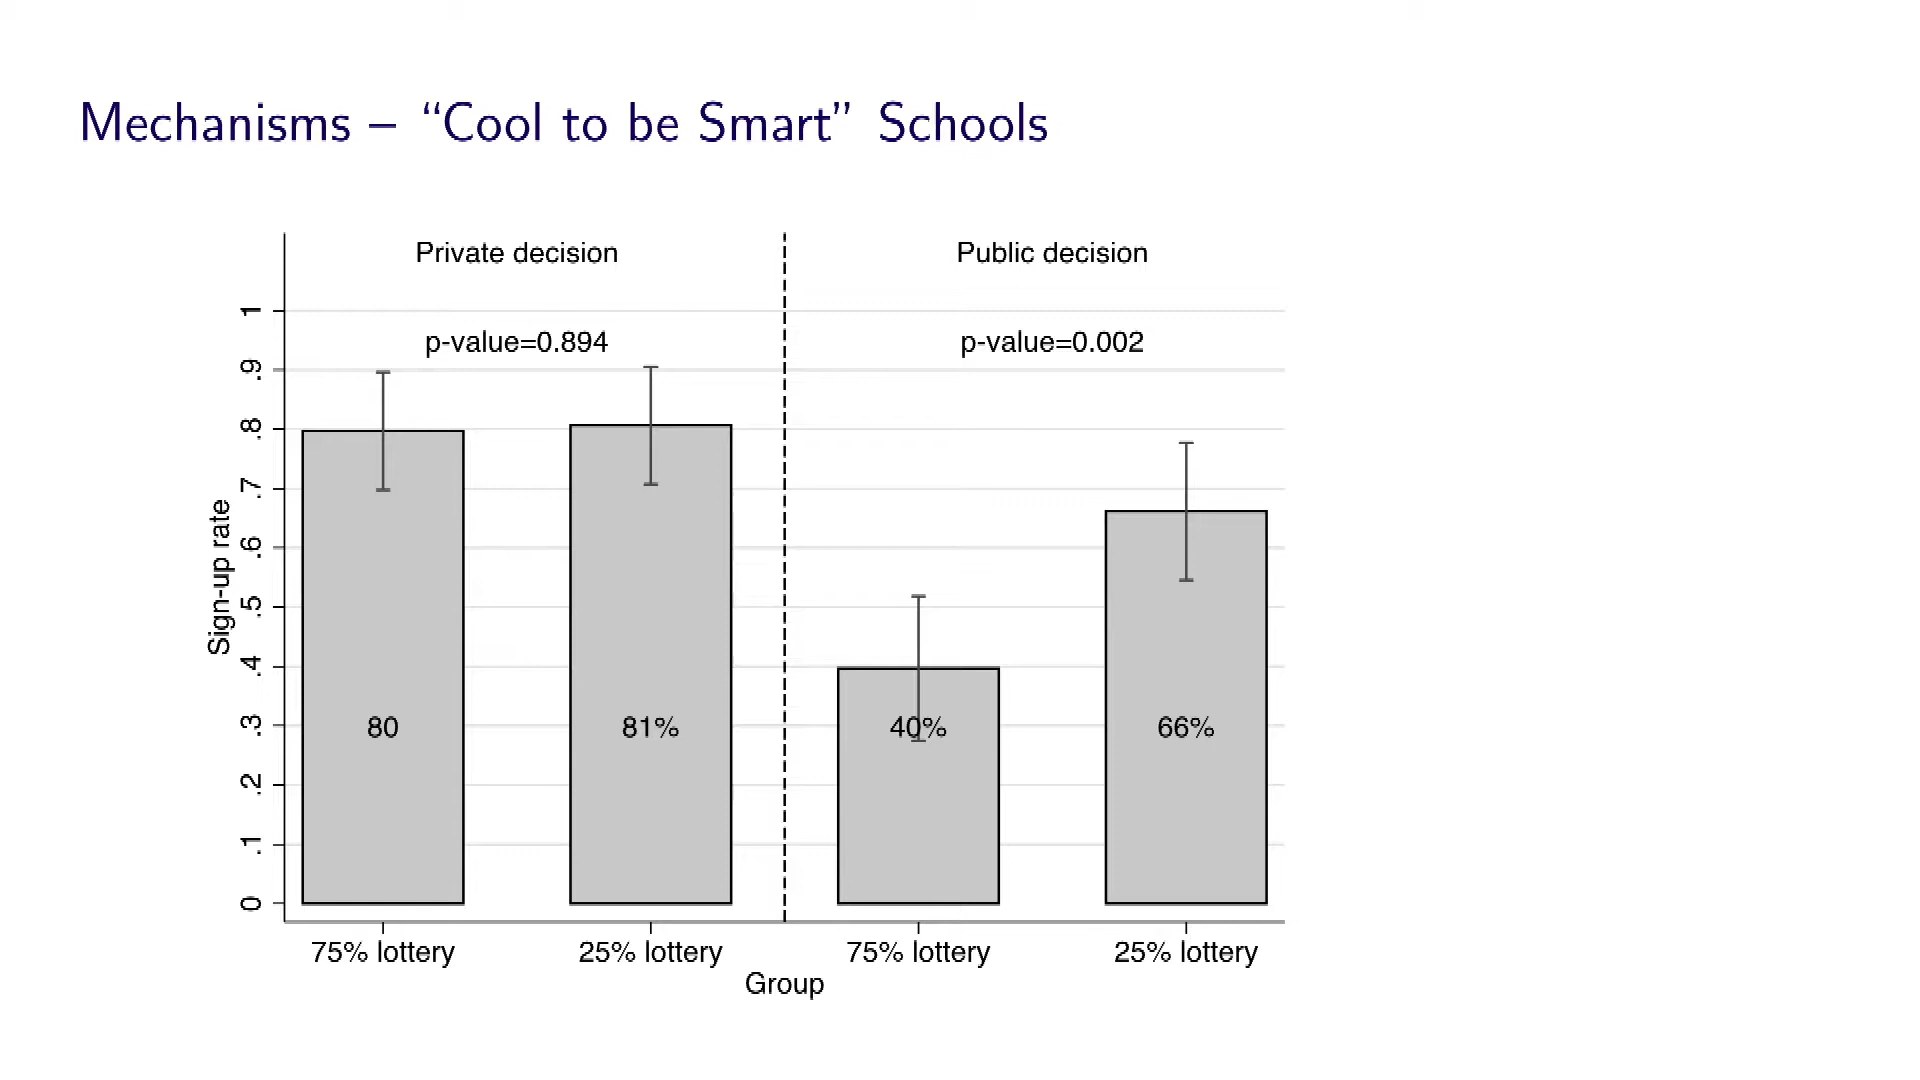 Mechanisms – “Cool to be Smart” Schools
Private decision
Public decision
p-value=0.894
p-value=0.002
Sign-up rate
1
.9
.8
.7
.6
.5
.4
.3
.2
.1
0
80
81%
40%
66%
75% lottery
25% lottery
75% lottery
25% lottery
Group